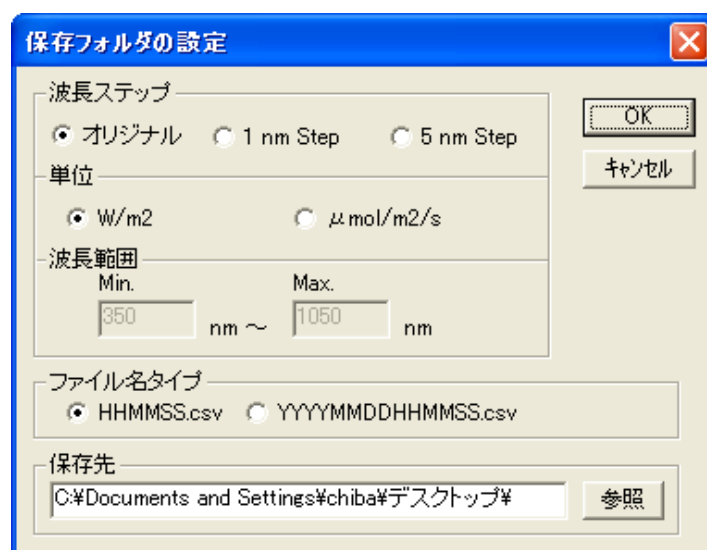 保存フォルダの設定
波長ステップ
オリジナル 1 nm Step 5 nm Step
OK
単位
キャンセル
W/m2 μmol/m2/s
波長範囲
Min. Max.
350 nm ～ 1050 nm
ファイル名タイプ
HHMMSS.csv YYYYMMDDHHMMSS.csv
保存先
C:¥Documents and Settings¥chiba¥デスクトップ¥ 参照